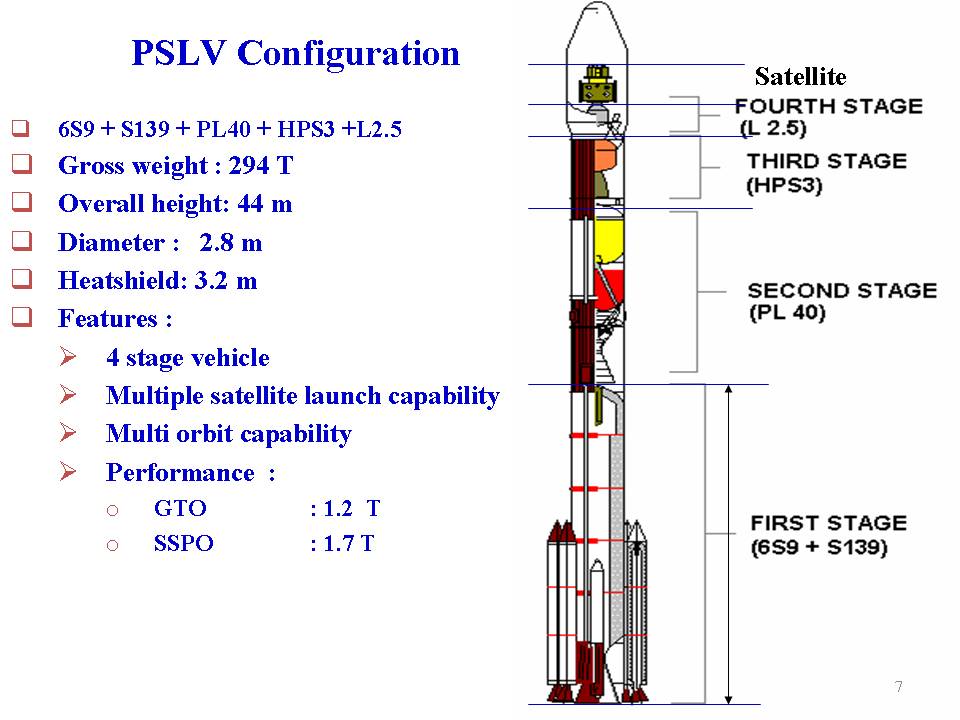 PSLV Configuration
6S9 + S139 + PL40 + HPS3 +L2.5
Gross weight : 294 T
Overall height: 44 m
Diameter : 2.8 m
Heatshield: 3.2 m
Features :
4 stage vehicle
Multiple satellite launch capability
Multi orbit capability
Performance :
GTO : 1.2 T
SSPO : 1.7 T
Satellite
FOURTH STAGE
(L 2.5)
THIRD STAGE
(HPS3)
SECOND STAGE
(PL 40)
FIRST STAGE
(6S9 + S139)
7